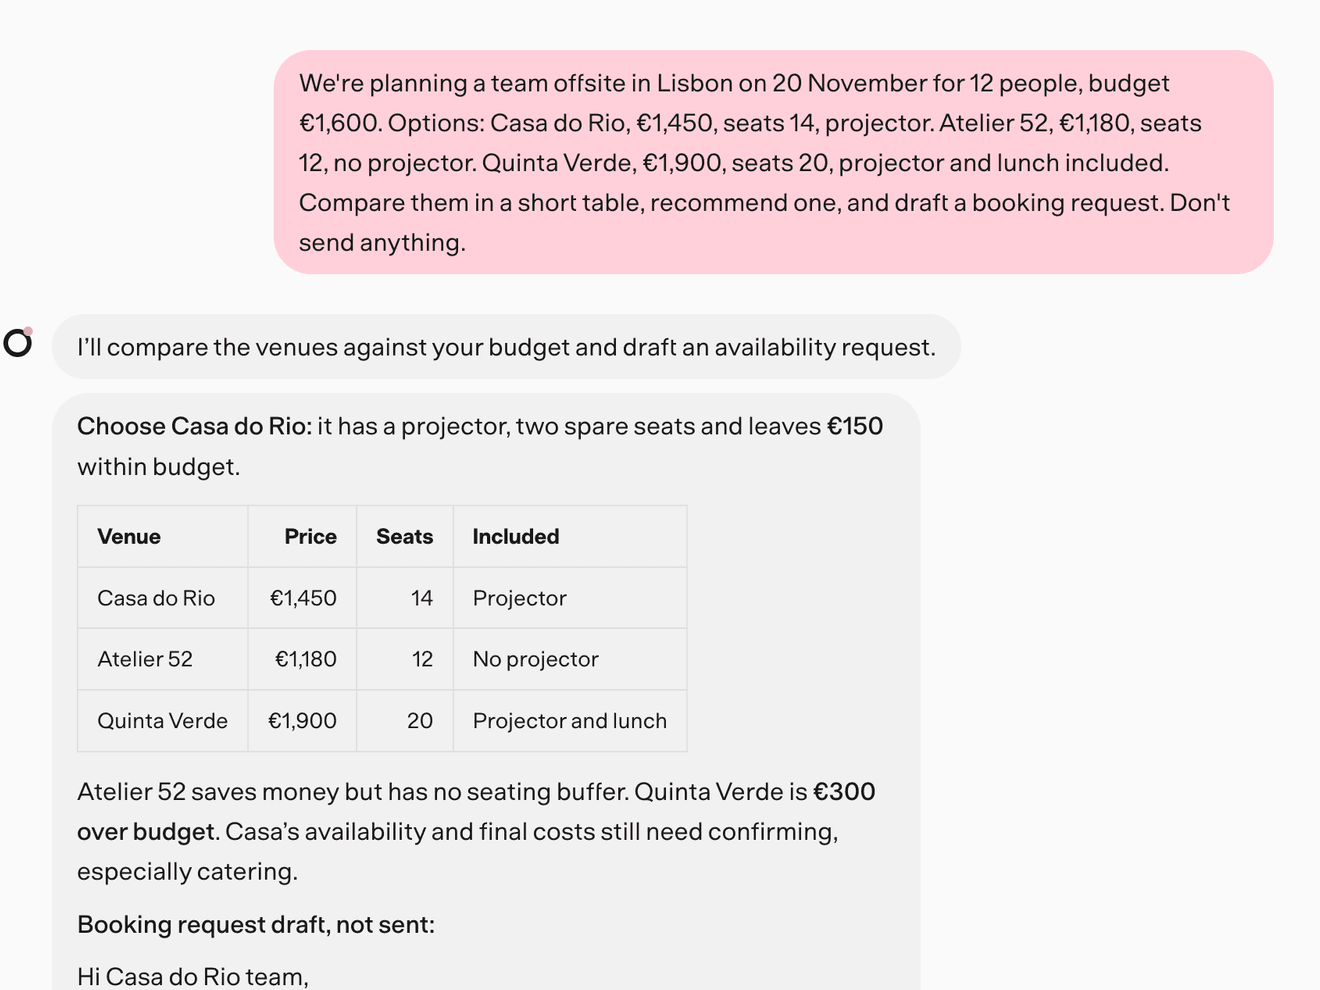 We're planning a team offsite in Lisbon on 20 November for 12 people, budget
€1,600. Options: Casa do Rio, €1,450, seats 14, projector. Atelier 52, €1,180, seats
12, no projector. Quinta Verde, €1,900, seats 20, projector and lunch included.
Compare them in a short table, recommend one, and draft a booking request. Don't
send anything.
I’ll compare the venues against your budget and draft an availability request.
Choose Casa do Rio: it has a projector, two spare seats and leaves €150
within budget.
Venue Price Seats Included
Casa do Rio €1,450 14 Projector
Atelier 52 €1,180 12 No projector
Quinta Verde €1,900 20 Projector and lunch
Atelier 52 saves money but has no seating buffer. Quinta Verde is €300
over budget. Casa’s availability and final costs still need confirming,
especially catering.
Booking request draft, not sent:
Hi Casa do Rio team,